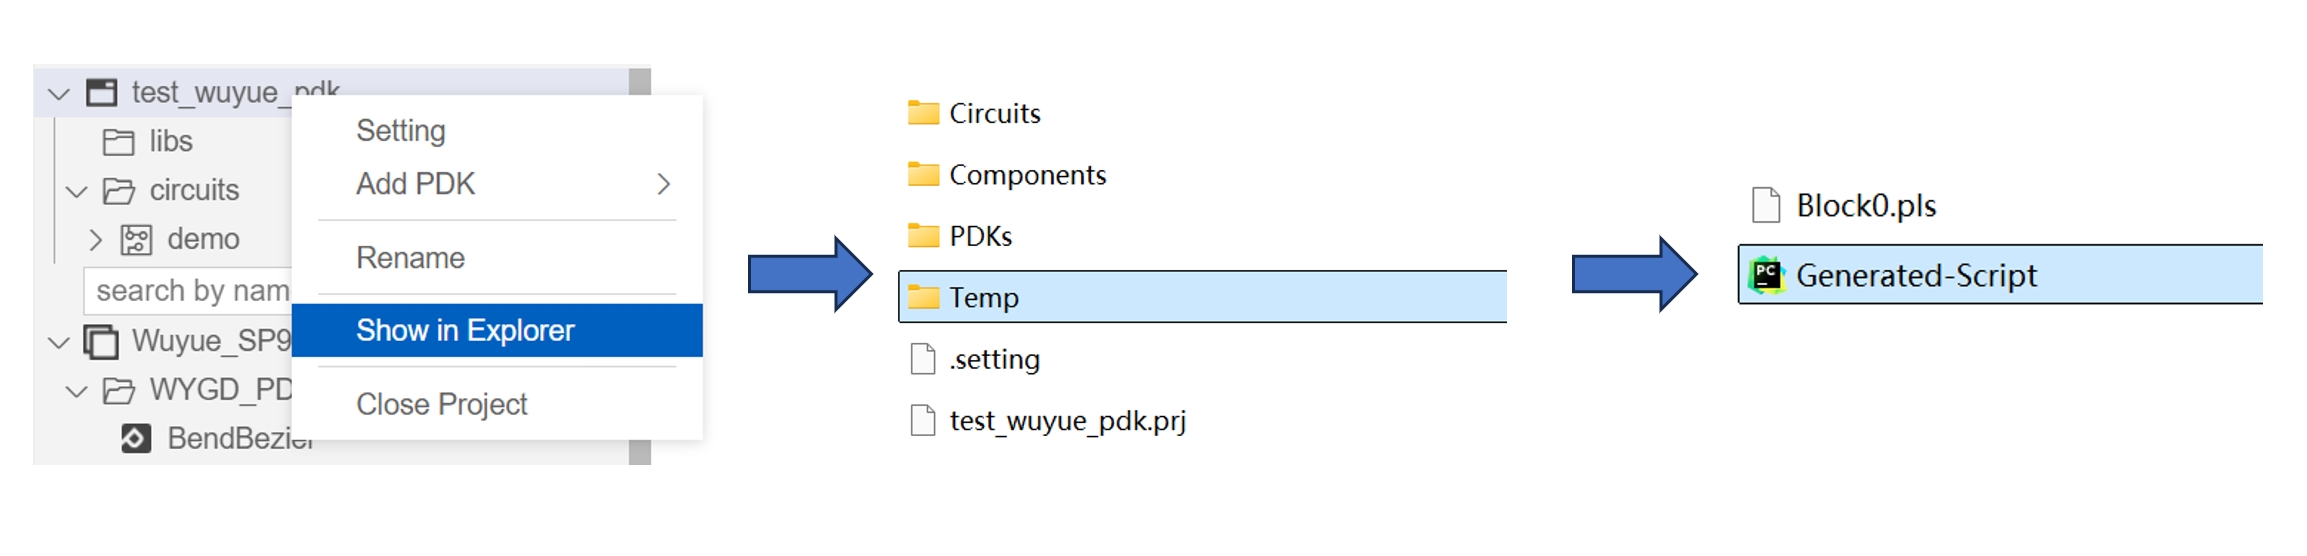 test_wuyue_pdk
libs
circuits
demo
search by nam
Wuyue_SP9
WYGD_PD
BendBezier
Setting
Add PDK
Rename
Show in Explorer
Close Project
Circuits
Components
PDKs
Temp
.setting
test_wuyue_pdk.prj
Block0.pls
PC
Generated-Script